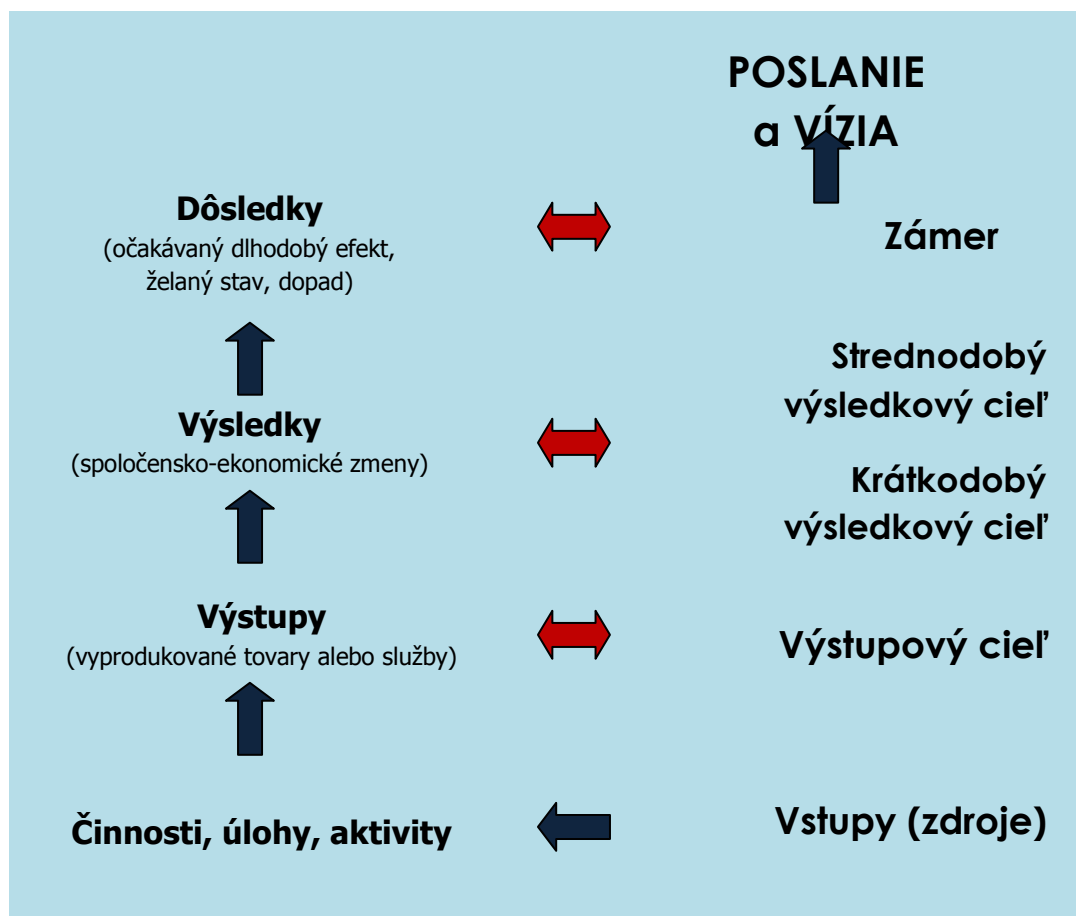 POSLANIE
a VÍZIA
Dôsledky
(očakávaný dlhodobý efekt,
želaný stav, dopad)
Zámer
Strednodobý
výsledkový cieľ
Výsledky
(spoločensko-ekonomické zmeny)
Krátkodobý
výsledkový cieľ
Výstupy
(vyprodukované tovary alebo služby)
Výstupový cieľ
Činnosti, úlohy, aktivity
Vstupy (zdroje)